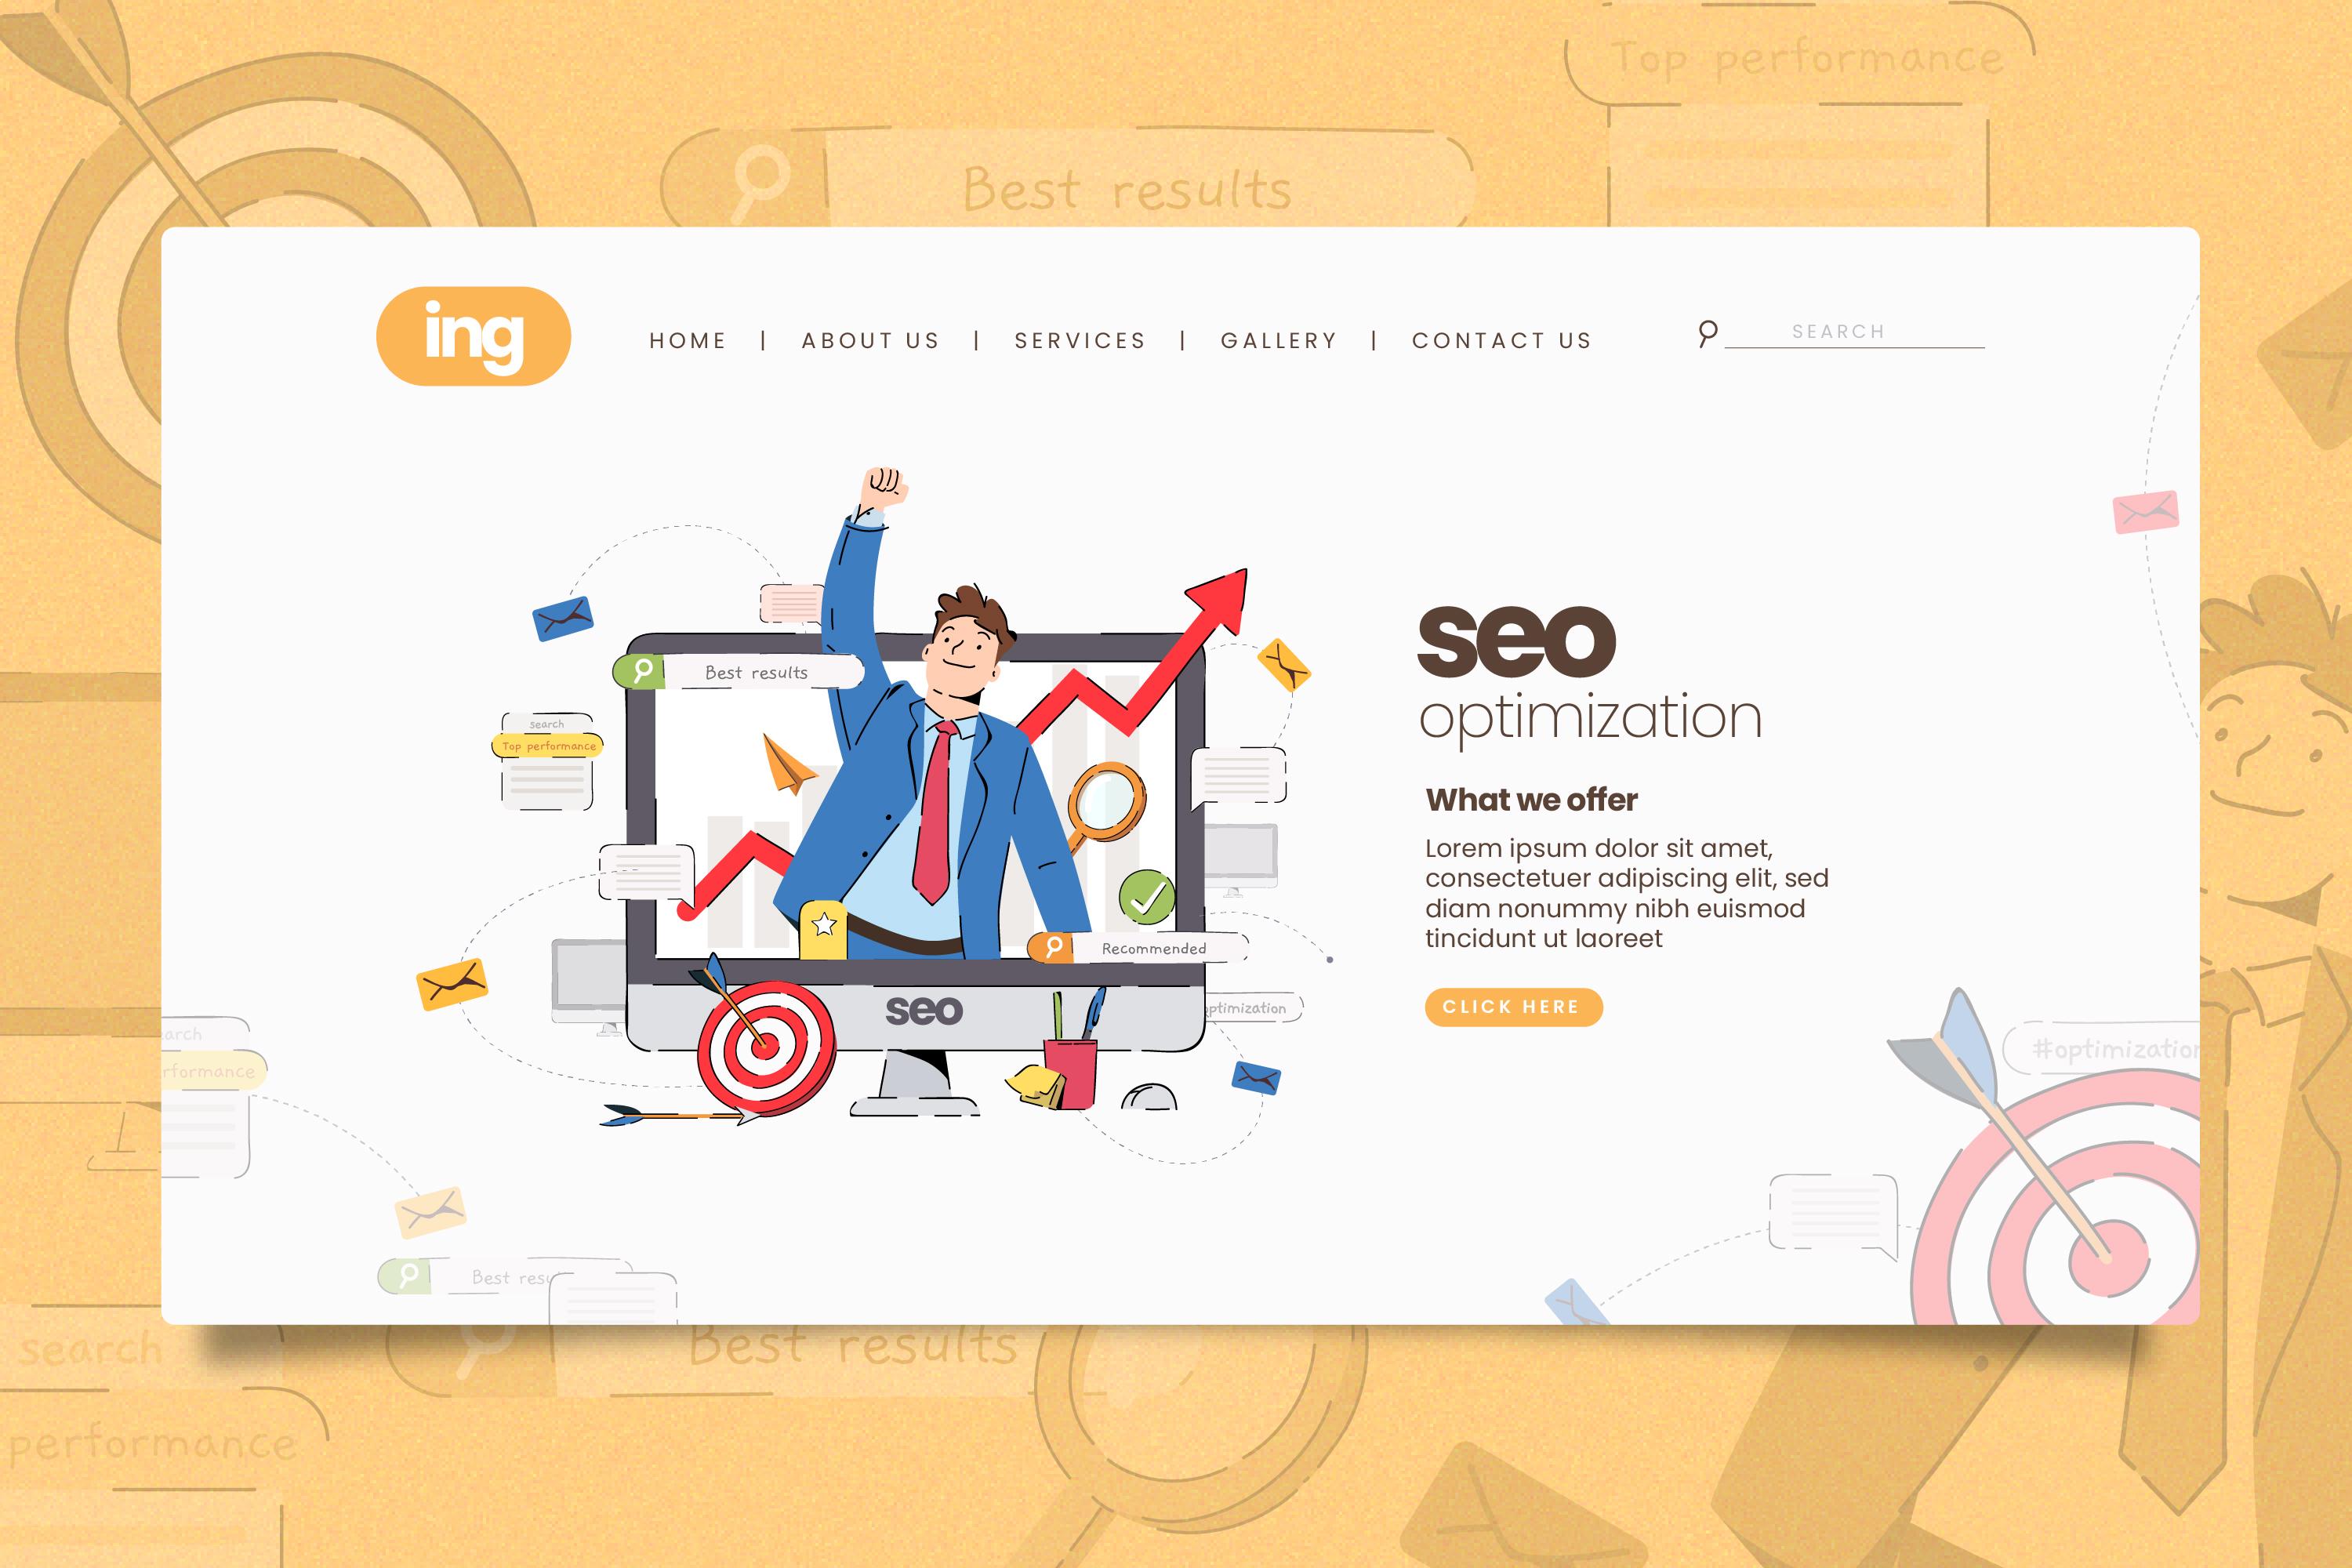 Top performance
Best results
ing
HOME | ABOUT US | SERVICES | GALLERY | CONTACT US
SEARCH
Best results
search
Top performance
Recommended
seo
optimization
seo
optimization
What we offer
Lorem ipsum dolor sit amet,
consectetuer adipiscing elit, sed
diam nonummy nibh euismod
tincidunt ut laoreet
CLICK HERE
arch
rformance
#optimization
Best resu
Best results
search
performance